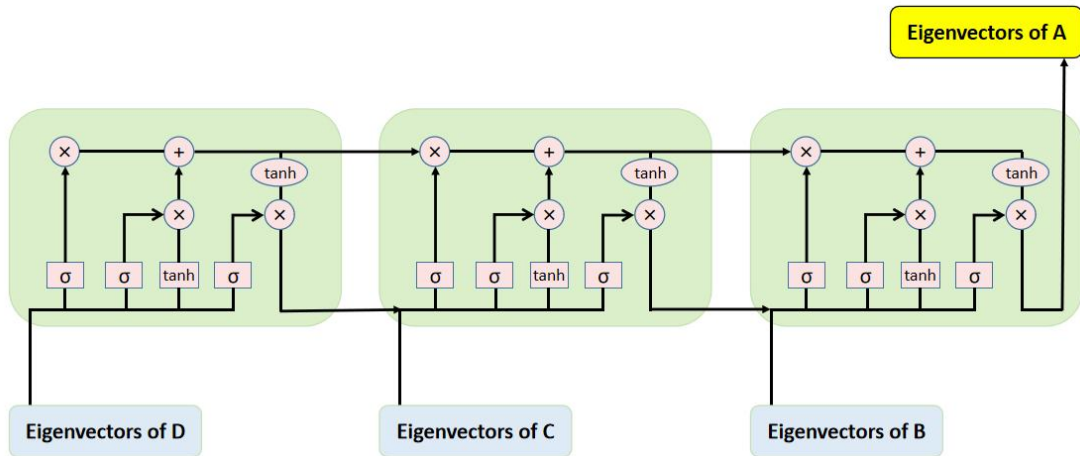 Eigenvectors of A
× + × + × +
tanh tanh tanh
× × × × × ×
σ σ tanh σ σ σ tanh σ σ σ tanh σ
Eigenvectors of D Eigenvectors of C Eigenvectors of B